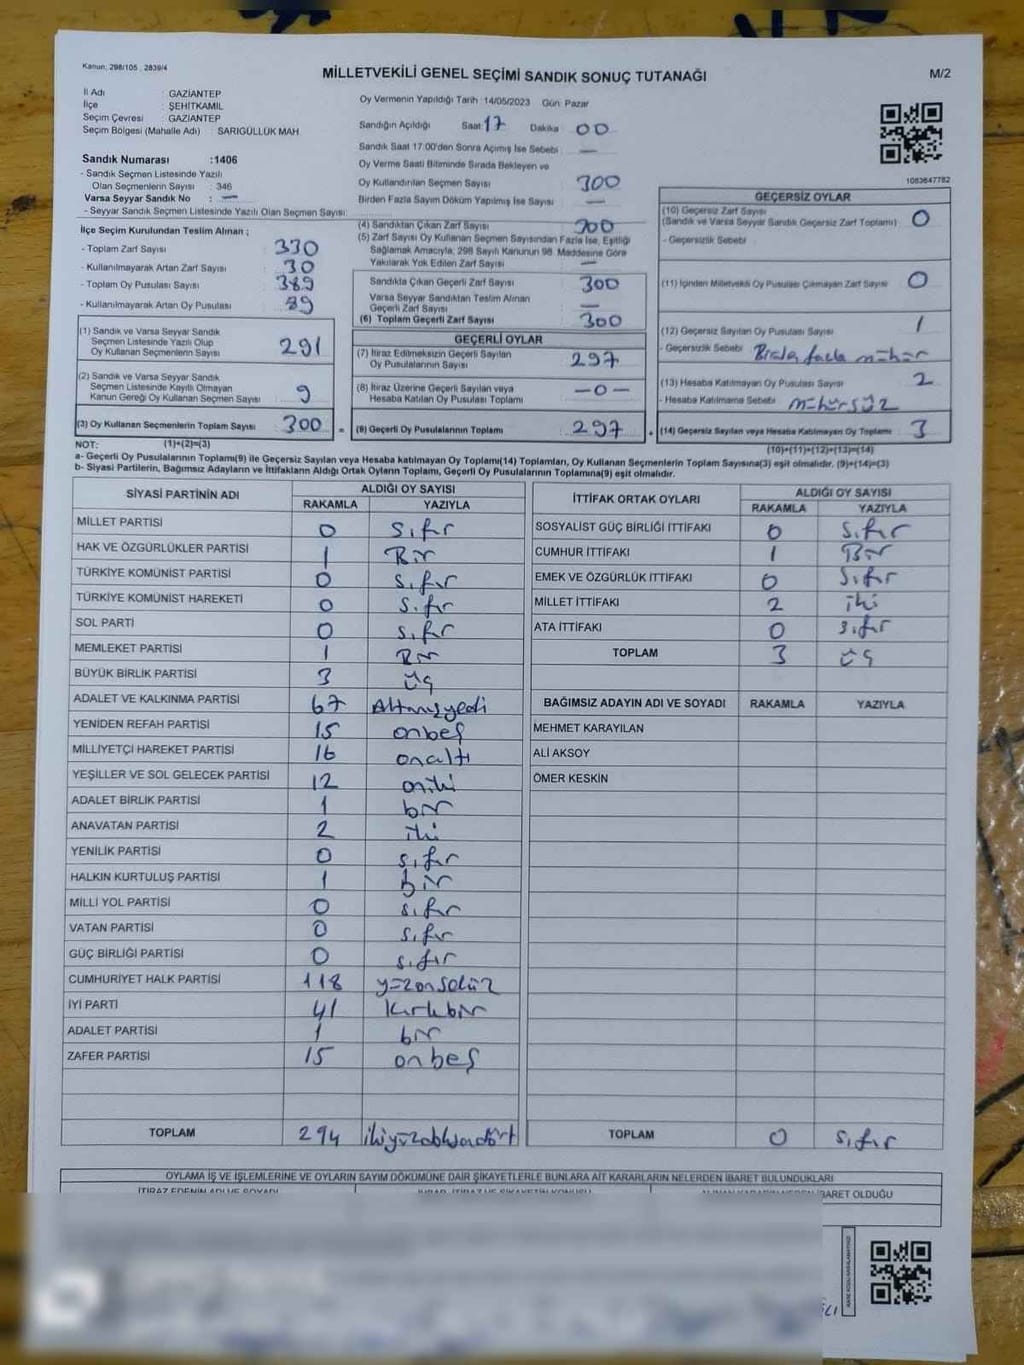 Kanun: 298/105 , 2839/4
MİLLETVEKİLİ GENEL SEÇİMİ SANDIK SONUÇ TUTANAĞI
M/2
İl Adı : GAZİANTEP
İlçe : ŞEHİTKAMİL
Seçim Çevresi : GAZİANTEP
Seçim Bölgesi (Mahalle Adı) : SARIGÜLLÜK MAH.
Sandık Numarası :1406
- Sandık Seçmen Listesinde Yazılı
Olan Seçmenlerin Sayısı : 346
Varsa Seyyar Sandık No : —
- Seyyar Sandık Seçmen Listesinde Yazılı Olan Seçmen Sayısı:
Oy Vermenin Yapıldığı Tarih :14/05/2023 Gün: Pazar
Sandığın Açıldığı Saat 17 Dakika 00
Sandık Saat 17:00'den Sonra Açımış İse Sebebi —
Oy Verme Saati Bitiminde Sırada Bekleyen ve
Oy Kullandırılan Seçmen Sayısı 300
Birden Fazla Sayım Döküm Yapılmış İse Sayısı —
1083647782
İlçe Seçim Kurulundan Teslim Alınan ;
- Toplam Zarf Sayısı 330
- Kullanılmayarak Artan Zarf Sayısı 30
- Toplam Oy Pusulası Sayısı 389
- Kullanılmayarak Artan Oy Pusulası 89
(4) Sandıktan Çıkan Zarf Sayısı 300
(5) Zarf Sayısı Oy Kullanan Seçmen Sayısından Fazla İse, Eşitliği
Sağlamak Amacıyla, 298 Sayılı Kanunun 98. Maddesine Göre
Yakılarak Yok Edilen Zarf Sayısı —
Sandıkta Çıkan Geçerli Zarf Sayısı 300
Varsa Seyyar Sandıktan Teslim Alınan
Geçerli Zarf Sayısı —
(6) Toplam Geçerli Zarf Sayısı 300
GEÇERSİZ OYLAR
(10) Geçersiz Zarf Sayısı
(Sandık ve Varsa Seyyar Sandık Geçersiz Zarf Toplamı) 0
- Geçersizlik Sebebi
(11) İçinden Milletvekili Oy Pusulası Çıkmayan Zarf Sayısı 0
(12) Geçersiz Sayılan Oy Pusulası Sayısı 1
- Geçersizlik Sebebi Birden fazla mühür
(13) Hesaba Katılmayan Oy Pusulası Sayısı 2
- Hesaba Katılmama Sebebi mühürsüz
(14) Geçersiz Sayılan veya Hesaba Katılmayan Oy Toplamı 3
(10)+(11)+(12)+(13)=(14)
(1) Sandık ve Varsa Seyyar Sandık
Seçmen Listesinde Yazılı Olup
Oy Kullanan Seçmenlerin Sayısı 291
(2) Sandık ve Varsa Seyyar Sandık
Seçmen Listesinde Kayıtlı Olmayan
Kanun Gereği Oy Kullanan Seçmen Sayısı 9
(3) Oy Kullanan Seçmenlerin Toplam Sayısı 300 =
GEÇERLİ OYLAR
(7) İtiraz Edilmeksizin Geçerli Sayılan
Oy Pusulalarının Sayısı 297
(8) İtiraz Üzerine Geçerli Sayılan veya
Hesaba Katılan Oy Pusulası Toplamı —0—
(9) Geçerli Oy Pusulalarının Toplamı 297 +
NOT: (1)+(2)=(3)
a- Geçerli Oy Pusulalarının Toplamı(9) ile Geçersiz Sayılan veya Hesaba katılmayan Oy Toplamı(14) Toplamları, Oy Kullanan Seçmenlerin Toplam Sayısına(3) eşit olmalıdır. (9)+(14)=(3)
b- Siyasi Partilerin, Bağımsız Adayların ve İttifakların Aldığı Ortak Oyların Toplamı, Geçerli Oy Pusulalarının Toplamına(9) eşit olmalıdır.
SİYASİ PARTİNİN ADI ALDIĞI OY SAYISI
RAKAMLA YAZIYLA
MİLLET PARTİSİ 0 sıfır
HAK VE ÖZGÜRLÜKLER PARTİSİ 1 Bir
TÜRKİYE KOMÜNİST PARTİSİ 0 sıfır
TÜRKİYE KOMÜNİST HAREKETİ 0 sıfır
SOL PARTİ 0 sıfır
MEMLEKET PARTİSİ 1 Bir
BÜYÜK BİRLİK PARTİSİ 3 üç
ADALET VE KALKINMA PARTİSİ 67 Altmışyedi
YENİDEN REFAH PARTİSİ 15 onbeş
MİLLİYETÇİ HAREKET PARTİSİ 16 onaltı
YEŞİLLER VE SOL GELECEK PARTİSİ 12 oniki
ADALET BİRLİK PARTİSİ 1 bir
ANAVATAN PARTİSİ 2 iki
YENİLİK PARTİSİ 0 sıfır
HALKIN KURTULUŞ PARTİSİ 1 bir
MİLLİ YOL PARTİSİ 0 sıfır
VATAN PARTİSİ 0 sıfır
GÜÇ BİRLİĞİ PARTİSİ 0 sıfır
CUMHURİYET HALK PARTİSİ 118 yüzonsekiz
İYİ PARTİ 41 Kırkbir
ADALET PARTİSİ 1 bir
ZAFER PARTİSİ 15 onbeş
TOPLAM 294 ikiyüzdoksandört
İTTİFAK ORTAK OYLARI ALDIĞI OY SAYISI
RAKAMLA YAZIYLA
SOSYALİST GÜÇ BİRLİĞİ İTTİFAKI 0 sıfır
CUMHUR İTTİFAKI 1 Bir
EMEK VE ÖZGÜRLÜK İTTİFAKI 0 sıfır
MİLLET İTTİFAKI 2 iki
ATA İTTİFAKI 0 sıfır
TOPLAM 3 üç
BAĞIMSIZ ADAYIN ADI VE SOYADI RAKAMLA YAZIYLA
MEHMET KARAYILAN
ALİ AKSOY
ÖMER KESKİN
TOPLAM 0 sıfır
OYLAMA İŞ VE İŞLEMLERİNE VE OYLARIN SAYIM DÖKÜMÜNE DAİR ŞİKAYETLERLE BUNLARA AİT KARARLARIN NELERDEN İBARET BULUNDUKLARI
İTİRAZ EDENİN ADI VE SOYADI
İBARET OLDUĞU